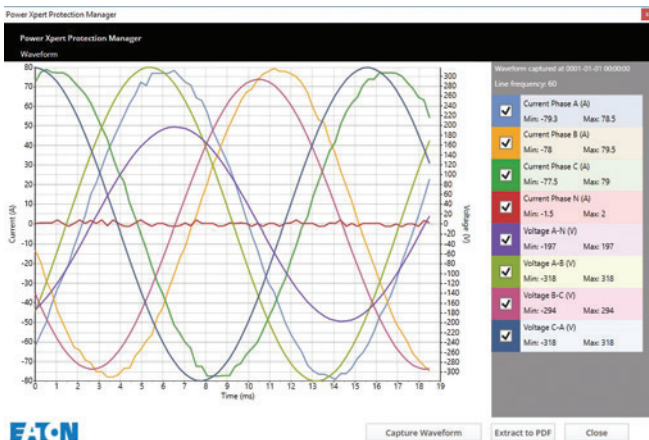 Power Xpert Protection Manager
x
Power Xpert Protection Manager
Waveform
80
70
60
50
40
30
20
10
0
-10
-20
-30
-40
-50
-60
-70
-80
Current (A)
300
280
260
240
220
200
180
160
140
120
100
80
60
40
20
0
-20
-40
-60
-80
-100
-120
-140
-160
-180
-200
-220
-240
-260
-280
-300
Voltage (V)
0 1 2 3 4 5 6 7 8 9 10 11 12 13 14 15 16 17 18 19
Time (ms)
Waveform captured at 0001-01-01 00:00:00
Line frequency: 60
Current Phase A (A)
Min: -79.3 Max: 78.5
Current Phase B (A)
Min: -78 Max: 79.5
Current Phase C (A)
Min: -77.5 Max: 79
Current Phase N (A)
Min: -1.5 Max: 2
Voltage A-N (V)
Min: -197 Max: 197
Voltage A-B (V)
Min: -318 Max: 318
Voltage B-C (V)
Min: -294 Max: 294
Voltage C-A (V)
Min: -318 Max: 318
EATON
Capture Waveform
Extract to PDF
Close